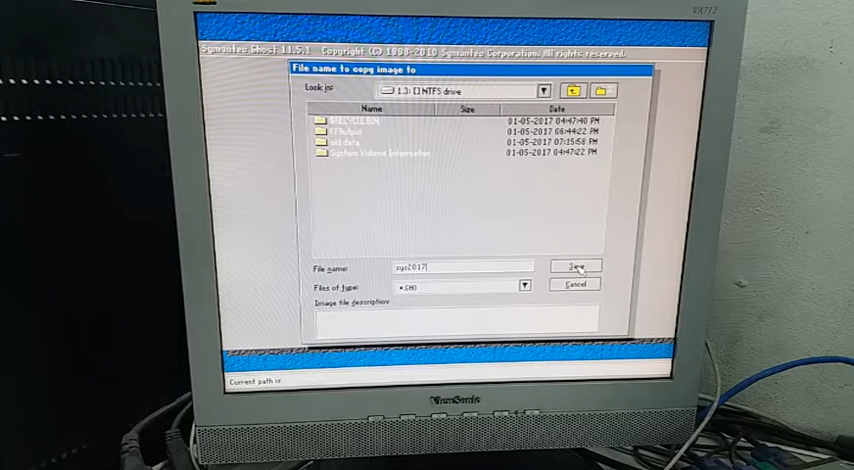 VA712
Symantec Ghost 11.5.1 Copyright (C) 1998-2010 Symantec Corporation. All rights reserved.
File name to copy image to
Look in: 1.3: [] NTFS drive
Name Size Date
01-05-2017 04:47:40 PM
01-05-2017 06:44:22 PM
old data 01-05-2017 07:15:58 PM
System Volume Information 01-05-2017 04:47:22 PM
File name: sys2017 Save
Files of type: *.GHO Cancel
Image file description:
Current path is:
ViewSonic